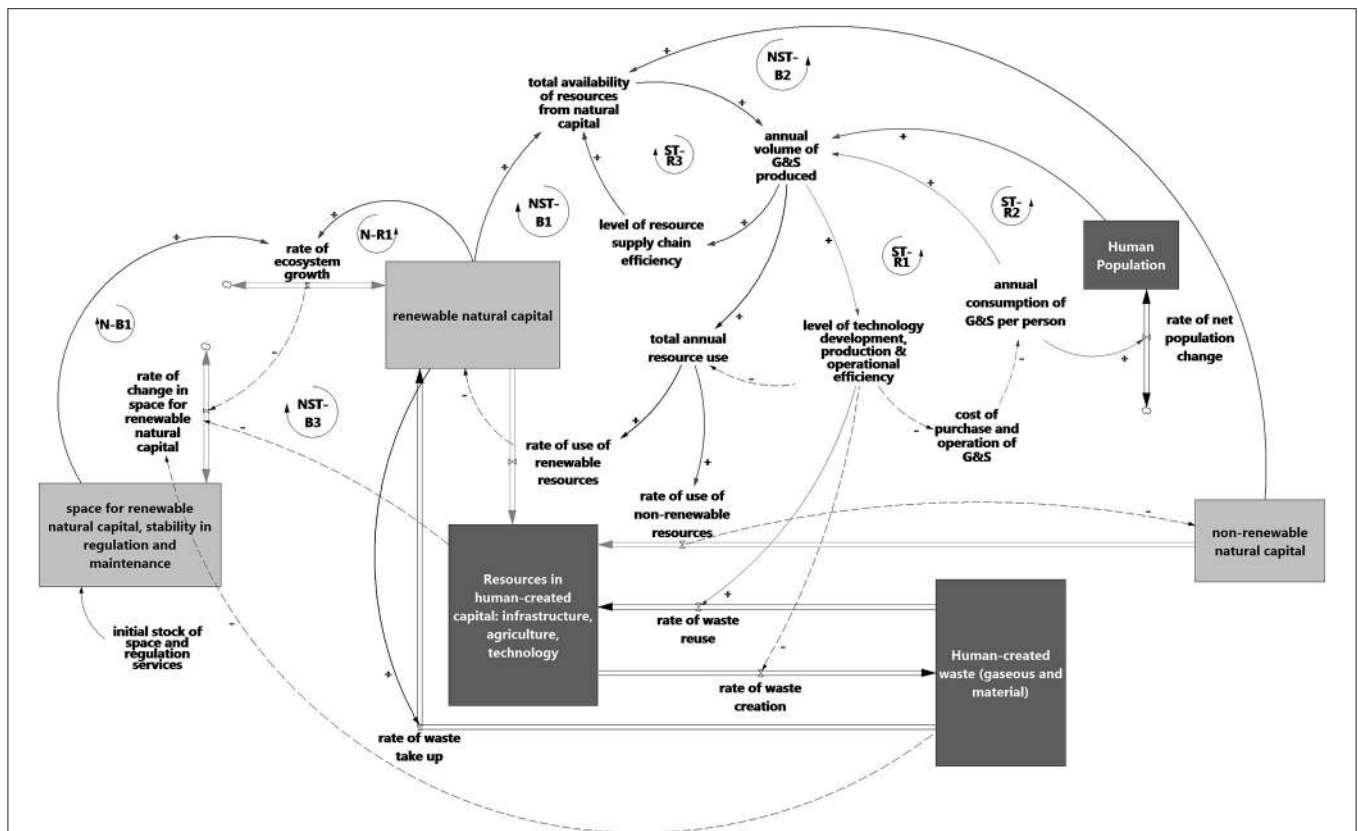 NST-
B2
total availability
of resources
from natural
capital
annual
volume of
G&S
produced
ST-
R3
NST-
B1
N-R1
level of resource
supply chain
efficiency
ST-
R2
ST-
R1
Human
Population
rate of
ecosystem
growth
renewable natural capital
N-B1
annual
consumption of
G&S per person
rate of net
population
change
total annual
resource use
level of technology
development,
production &
operational
efficiency
rate of
change in
space for
renewable
natural
capital
NST-
B3
cost of
purchase and
operation of
G&S
rate of use of
renewable
resources
rate of use of
non-renewable
resources
space for renewable
natural capital, stability in
regulation and
maintenance
non-renewable
natural capital
Resources in
human-created
capital: infrastructure,
agriculture,
technology
initial stock of
space and
regulation
services
rate of waste
reuse
Human-created
waste (gaseous and
material)
rate of waste
creation
rate of waste
take up